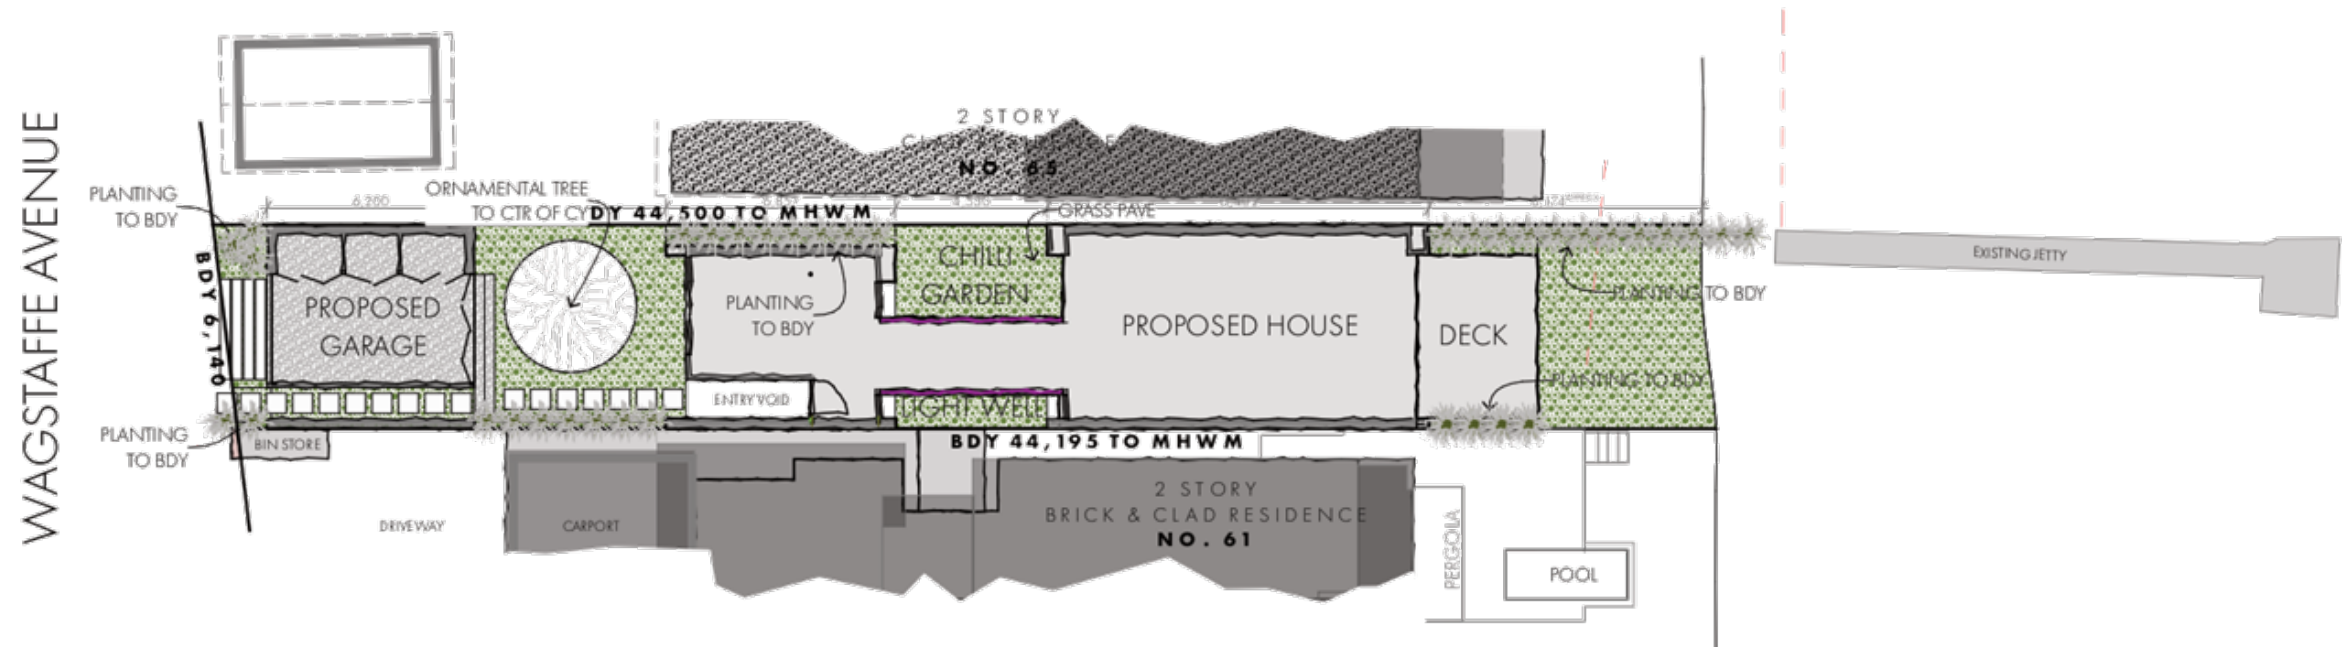 WAGSTAFFE AVENUE
2 STORY
NO. 65
PLANTING
TO BDY
ORNAMENTAL TREE
TO CTR OF CY
6,260
DY 44,500 TO MHWM
GRASS PAVE
BDY 6,140
PROPOSED
GARAGE
CHILLI
GARDEN
PLANTING
TO BDY
PROPOSED HOUSE
DECK
EXISTING JETTY
PLANTING TO BDY
PLANTING TO BDY
ENTRY VOID
LIGHT WELL
PLANTING
TO BDY
BIN STORE
BDY 44,195 TO MHWM
DRIVEWAY
CARPORT
2 STORY
BRICK & CLAD RESIDENCE
NO. 61
PERGOLA
POOL